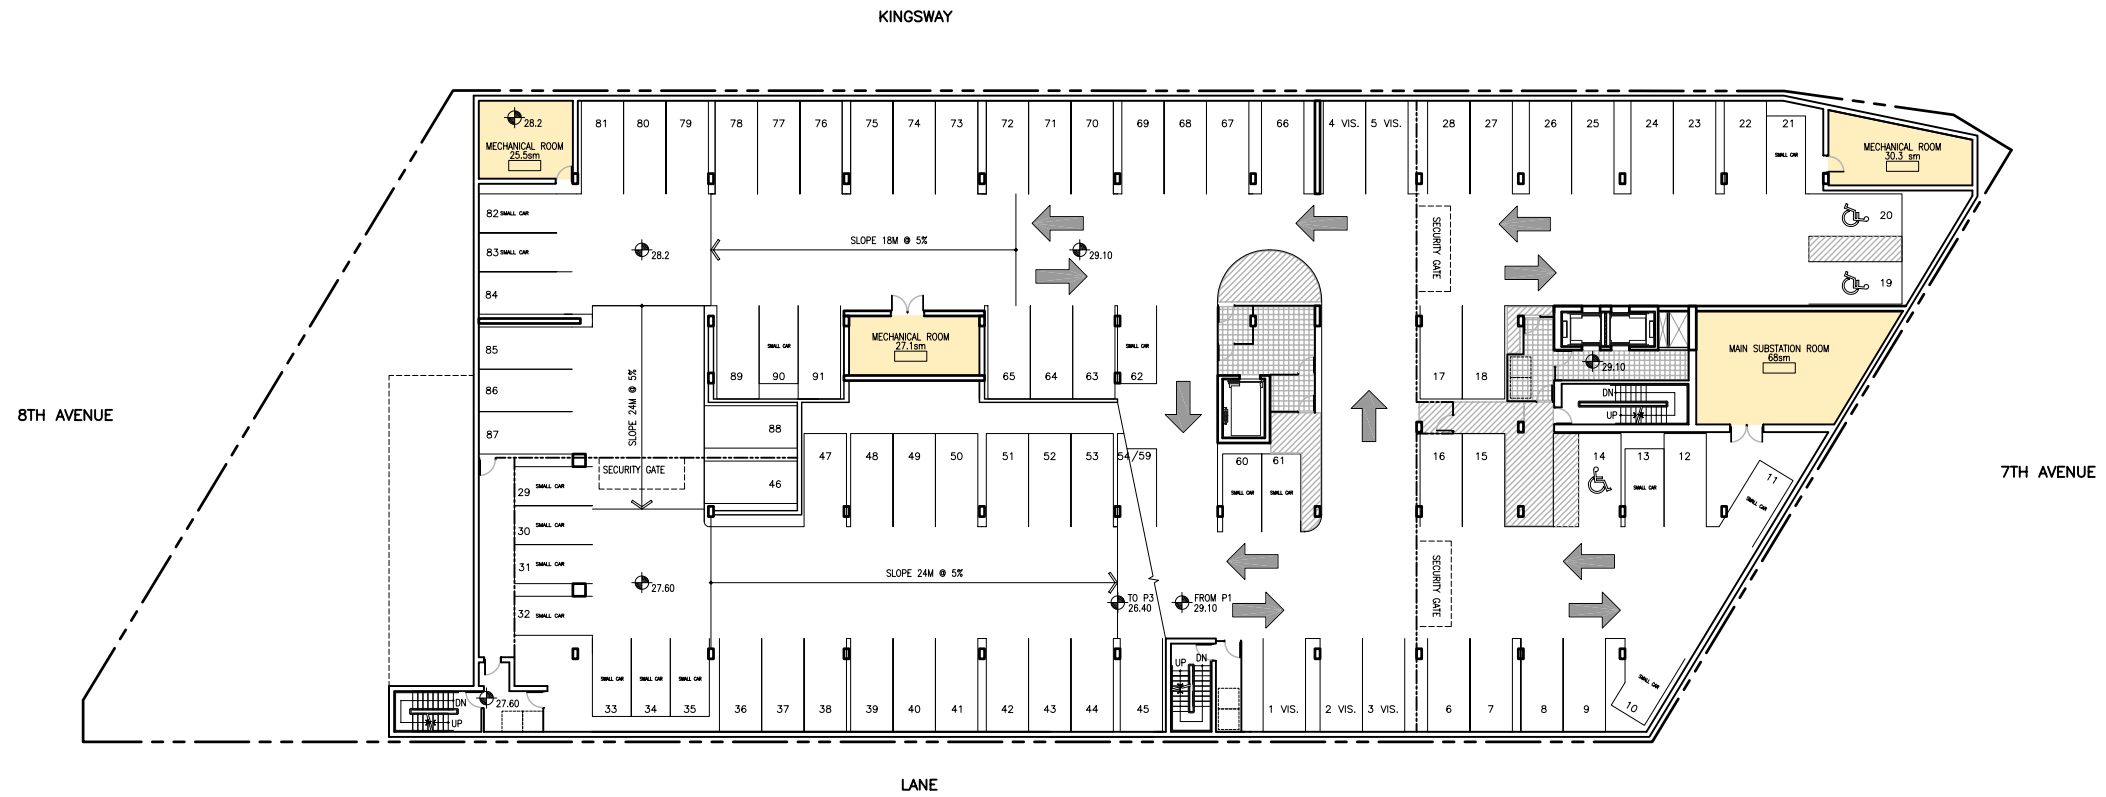 KINGSWAY
28.2
MECHANICAL ROOM
25.5sm
81 80 79 78 77 76 75 74 73 72 71 70 69 68 67 66 4 VIS. 5 VIS. 28 27 26 25 24 23 22 21
SMALL CAR
MECHANICAL ROOM
30.3 sm
82 SMALL CAR
83 SMALL CAR
84
28.2
SLOPE 18M @ 5%
29.10
SECURITY GATE
20
19
85
86
87
SLOPE 24M @ 5%
89
SMALL CAR
90
91
MECHANICAL ROOM
27.1sm
65 64 63
SMALL CAR
62
17 18
29.10
DN
UP
MAIN SUBSTATION ROOM
68sm
8TH AVENUE
7TH AVENUE
88
46
SECURITY GATE
47 48 49 50 51 52 53 54/59
60
SMALL CAR
61
SMALL CAR
16 15
14
13
SMALL CAR
12
11
SMALL CAR
29 SMALL CAR
30 SMALL CAR
31 SMALL CAR
32 SMALL CAR
27.60
SLOPE 24M @ 5%
TO P3
26.40
FROM P1
29.10
SECURITY GATE
DN
UP
27.60
SMALL CAR
33
SMALL CAR
34
SMALL CAR
35
36 37 38 39 40 41 42 43 44 45
UP
DN
1 VIS. 2 VIS. 3 VIS. 6 7 8 9
SMALL CAR
10
LANE